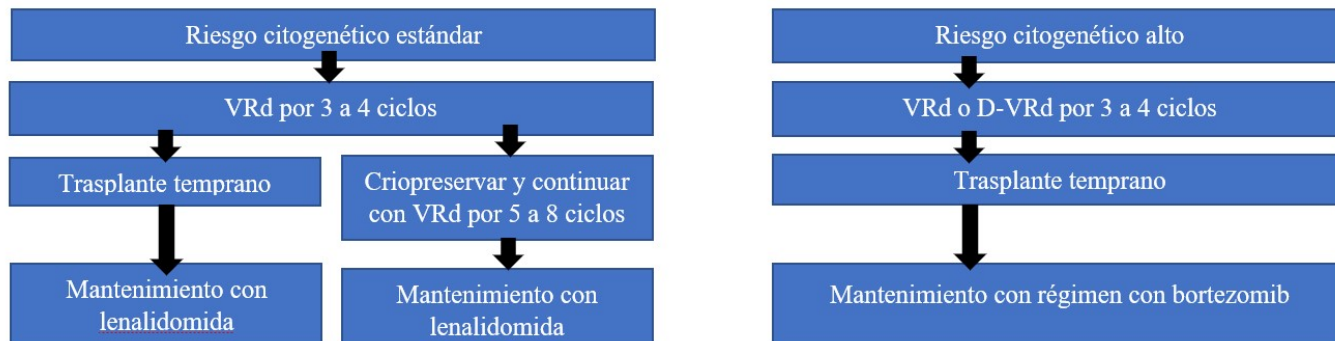 Riesgo citogenético estándar
VRd por 3 a 4 ciclos
Trasplante temprano
Criopreservar y continuar
con VRd por 5 a 8 ciclos
Mantenimiento con
lenalidomida
Mantenimiento con
lenalidomida
Riesgo citogenético alto
VRd o D-VRd por 3 a 4 ciclos
Trasplante temprano
Mantenimiento con régimen con bortezomib